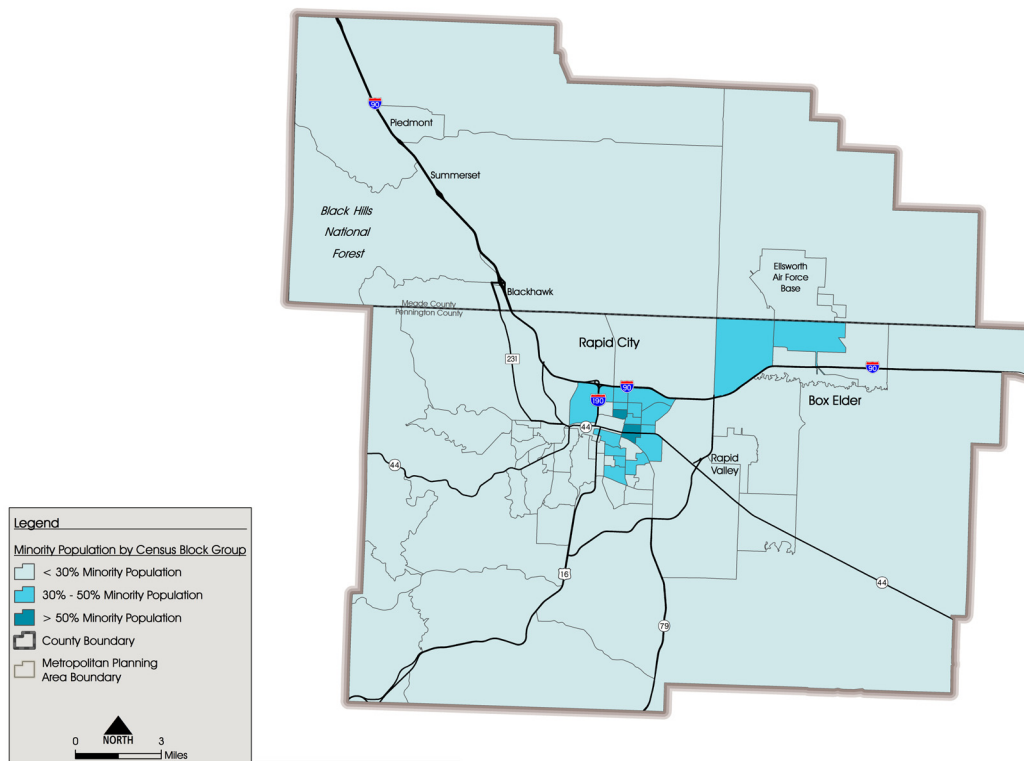 90
Piedmont
Summerset
Black Hills
National
Forest
Ellsworth
Air Force
Base
Blackhawk
Meade County
Pennington County
Rapid City
231
90
90
190
Box Elder
44
44
Rapid
Valley
16
44
79
Legend
Minority Population by Census Block Group
< 30% Minority Population
30% - 50% Minority Population
> 50% Minority Population
County Boundary
Metropolitan Planning
Area Boundary
NORTH
0 3
Miles